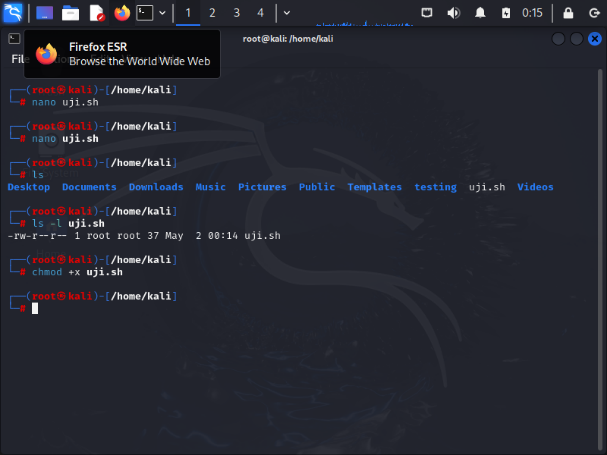 1 2 3 4 0:15
root@kali: /home/kali
Firefox ESR
Browse the World Wide Web
┌──(root㉿kali)-[/home/kali]
└─# nano uji.sh
┌──(root㉿kali)-[/home/kali]
└─# nano uji.sh
┌──(root㉿kali)-[/home/kali]
└─# ls
Desktop Documents Downloads Music Pictures Public Templates testing uji.sh Videos
┌──(root㉿kali)-[/home/kali]
└─# ls -l uji.sh
-rw-r--r-- 1 root root 37 May 2 00:14 uji.sh
┌──(root㉿kali)-[/home/kali]
└─# chmod +x uji.sh
┌──(root㉿kali)-[/home/kali]
└─#